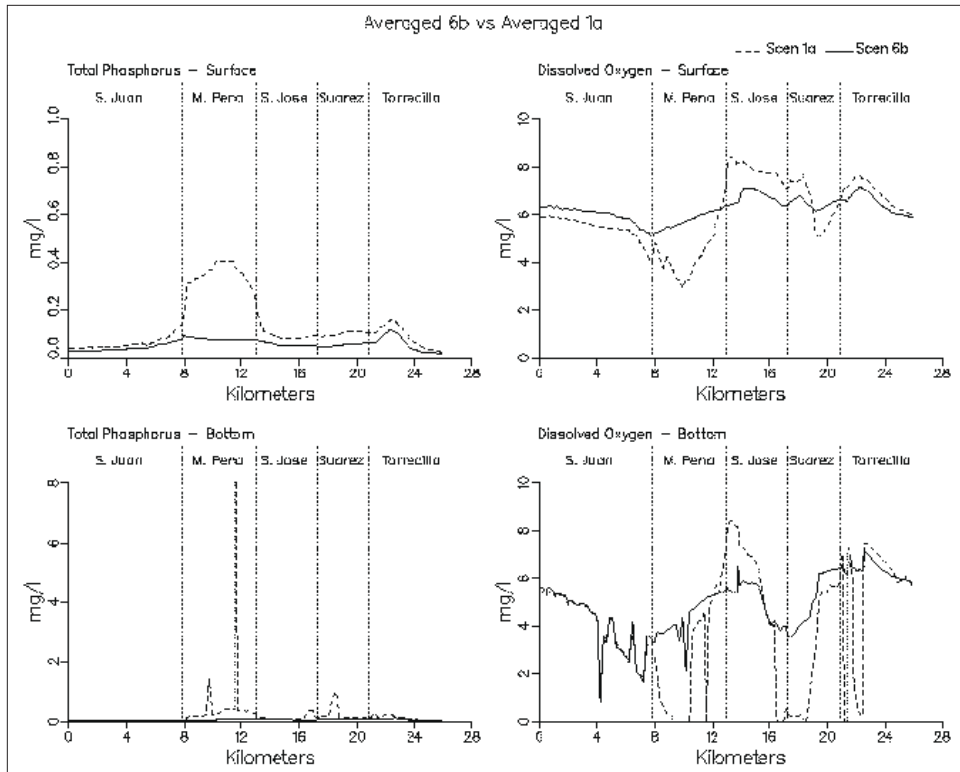 Averaged 6b vs Averaged 1a
Scen 1a Scen 6b
Total Phosphorus – Surface
S. Juan M. Pena S. Jose Suarez Torrecilla
1.0
0.8
0.6
0.4
0.2
0.0
mg/l
0 4 8 12 16 20 24 28
Kilometers
Dissolved Oxygen – Surface
S. Juan M. Pena S. Jose Suarez Torrecilla
10
8
6
4
2
0
mg/l
0 4 8 12 16 20 24 28
Kilometers
Total Phosphorus – Bottom
S. Juan M. Pena S. Jose Suarez Torrecilla
8
6
4
2
0
mg/l
0 4 8 12 16 20 24 28
Kilometers
Dissolved Oxygen – Bottom
S. Juan M. Pena S. Jose Suarez Torrecilla
10
8
6
4
2
0
mg/l
0 4 8 12 16 20 24 28
Kilometers